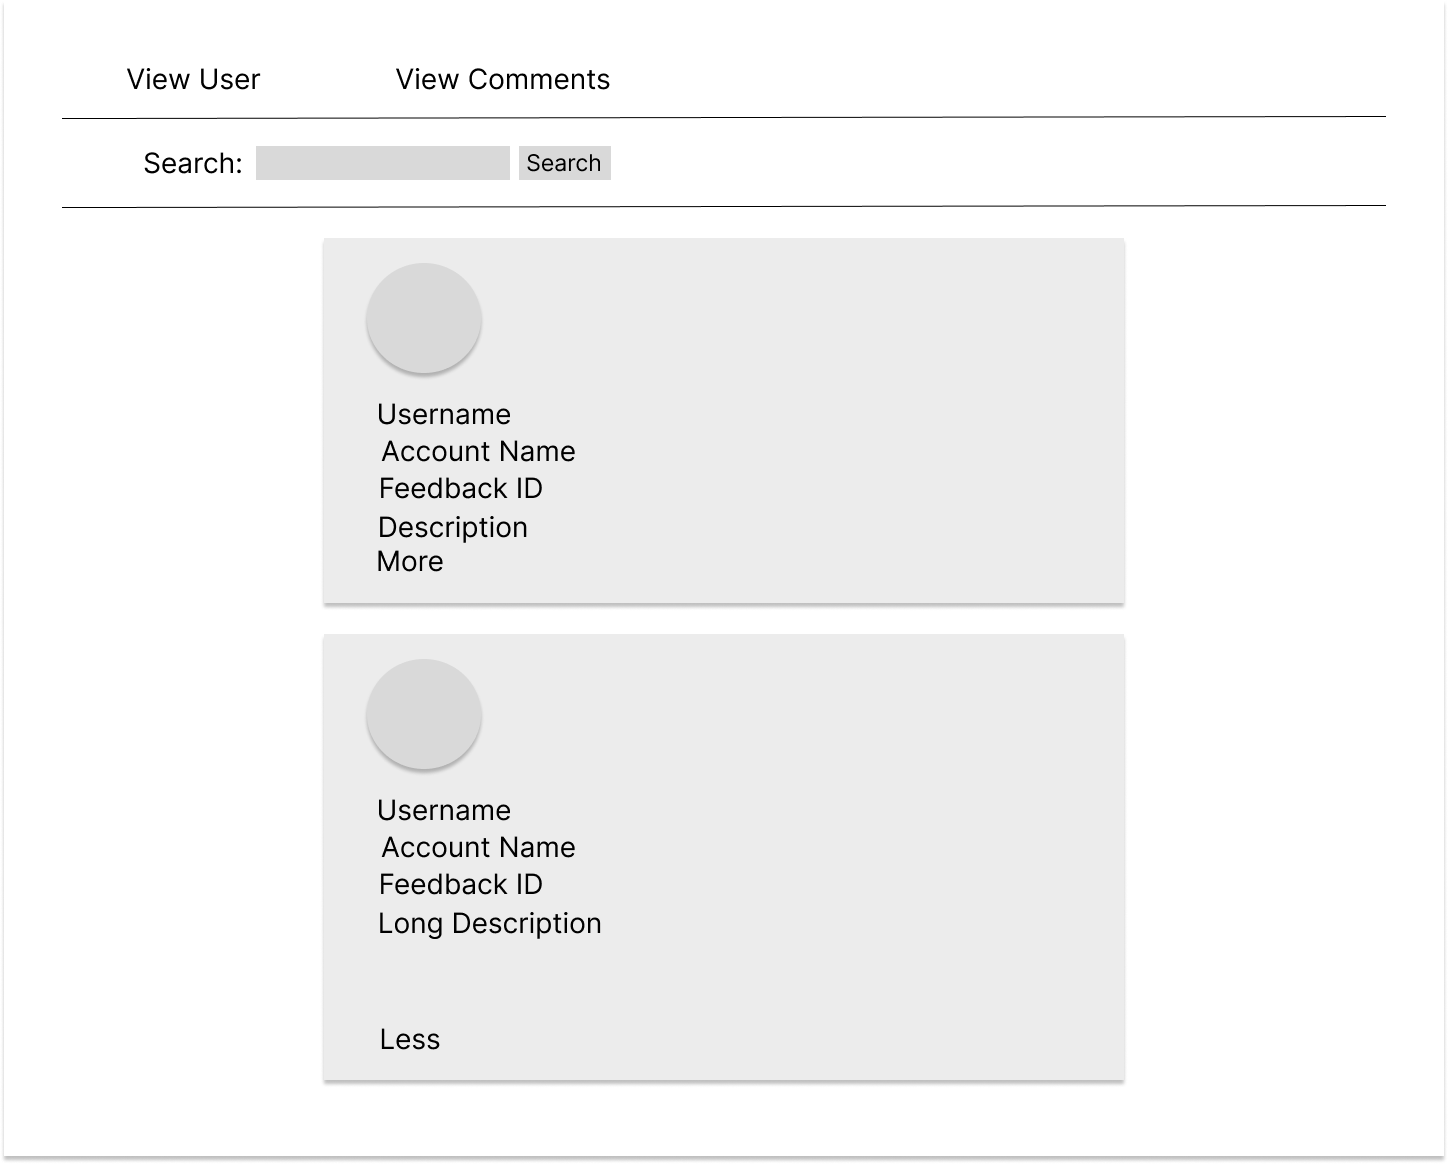 View User View Comments
Search: Search
Username
Account Name
Feedback ID
Description
More
Username
Account Name
Feedback ID
Long Description
Less